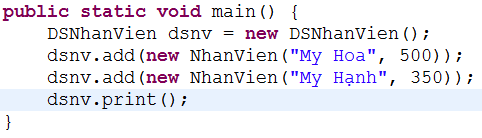 public static void main() {
    DSNhanVien dsnv = new DSNhanVien();
    dsnv.add(new NhanVien("My Hoa", 500));
    dsnv.add(new NhanVien("My Hạnh", 350));
    dsnv.print();
}